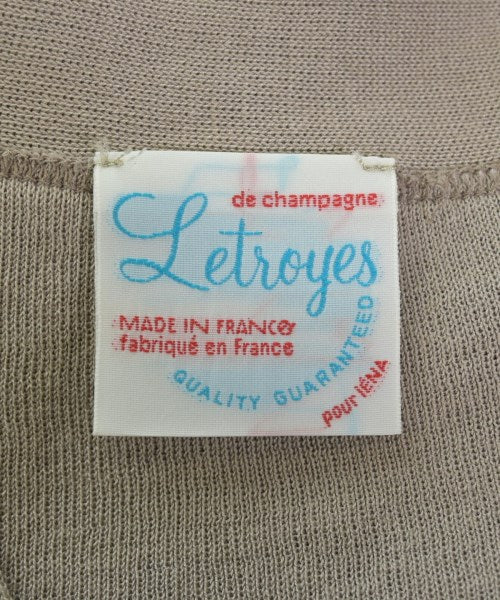 de champagne
Letroyes
MADE IN FRANCE
fabriqué en France
QUALITY GUARANTEED
pour IÉNA